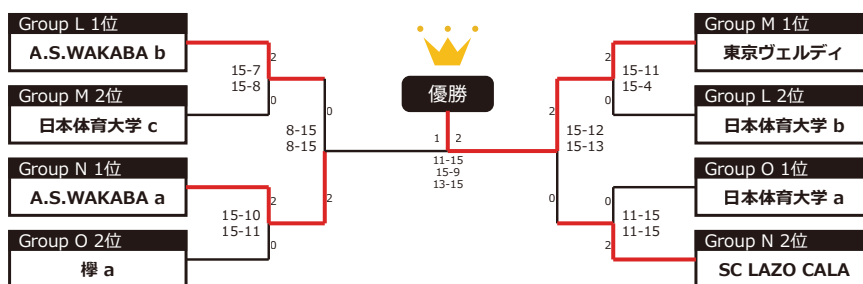 Group L 1位
A.S.WAKABA b
Group M 2位
日本体育大学 c
Group N 1位
A.S.WAKABA a
Group O 2位
欅 a
2
15-7
15-8
0
2
15-10
15-11
0
0
8-15
8-15
2
優勝
1 2
11-15
15-9
13-15
2
15-12
15-13
0
2
15-11
15-4
0
0
11-15
11-15
2
Group M 1位
東京ヴェルディ
Group L 2位
日本体育大学 b
Group O 1位
日本体育大学 a
Group N 2位
SC LAZO CALA